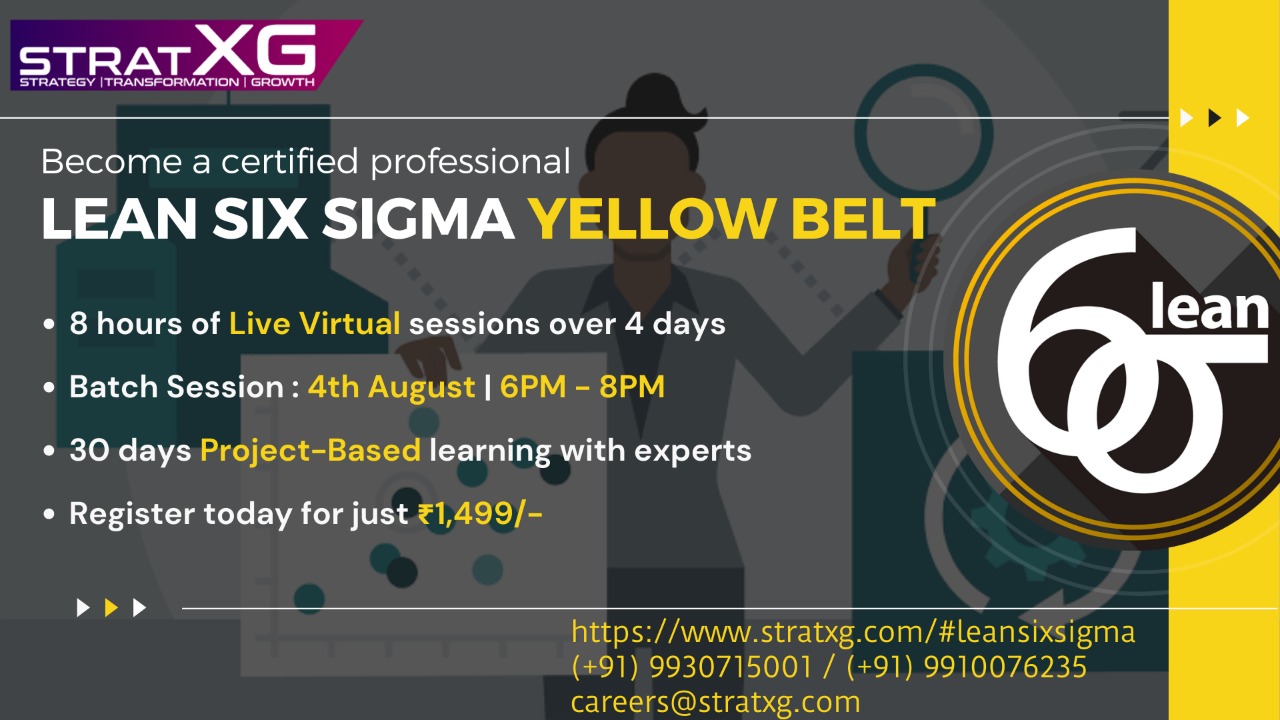 STRATXG
STRATEGY |TRANSFORMATION | GROWTH
Become a certified professional
LEAN SIX SIGMA YELLOW BELT
• 8 hours of Live Virtual sessions over 4 days
• Batch Session : 4th August | 6PM – 8PM
• 30 days Project-Based learning with experts
• Register today for just ₹1,499/-
6σ lean
https://www.stratxg.com/#leansixsigma
(+91) 9930715001 / (+91) 9910076235
careers@stratxg.com